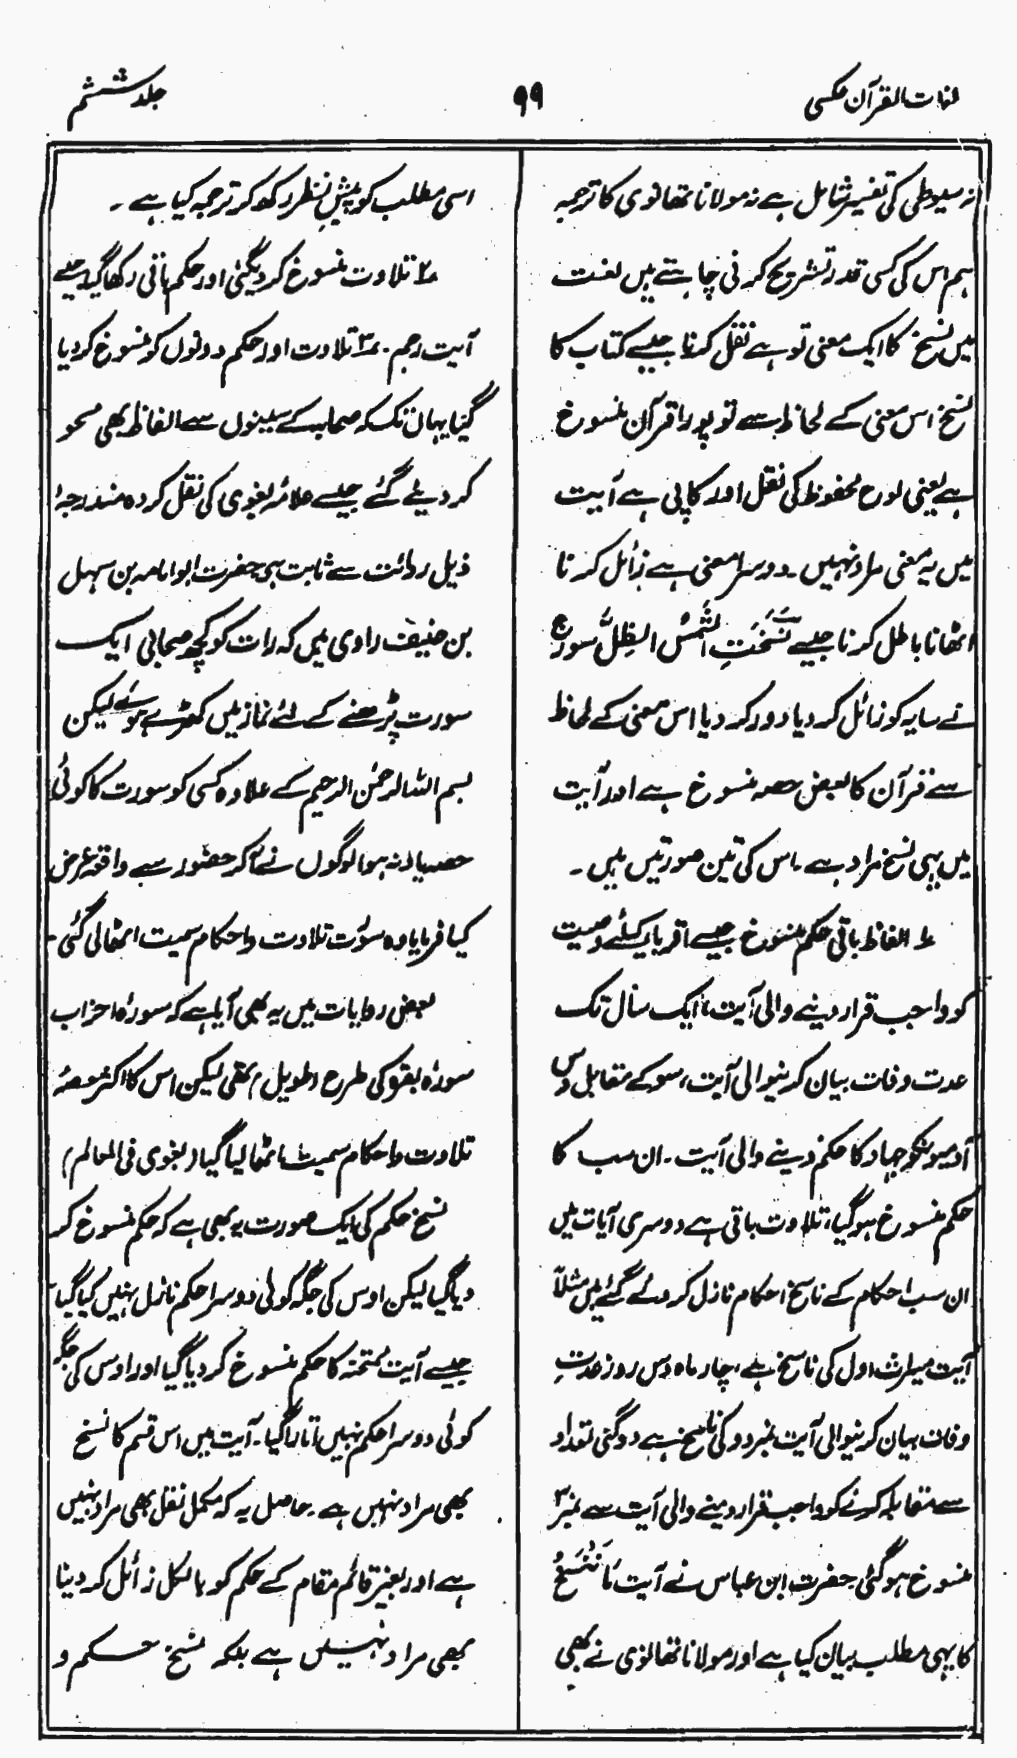 لغات القرآن عکسی
۹۹
جلد ششم
نہ سیوطی کی تفسیر شامل ہے نہ مولانا تھانوی کا ترجمہ
ہم اس کی کسی قدر تشریح کرنی چاہتے ہیں لغت
میں نسخ کا ایک معنی تو ہے نقل کرنا جیسے کتاب کا
نسخ اس معنی کے لحاظ سے تو پورا قرآن منسوخ
ہے یعنی لوح محفوظ کی نقل اور کاپی ہے آیت
میں یہ معنی مراد نہیں۔ دوسرا معنی ہے زائل کرنا
اٹھانا باطل کرنا جیسے نَسَخَتِ الشَّمْسُ الظِّلَّ سورج
نے سایہ کو زائل کر دیا دور کر دیا اس معنی کے لحاظ
سے قرآن کا بعض حصہ منسوخ ہے اور آیت
میں یہی نسخ مراد ہے ۔ اس کی تین صورتیں ہیں ۔
۱ الفاظ باقی حکم منسوخ جیسے اقربا کیلئے وصیت
کو واجب قرار دینے والی آیت، ایک سال تک
عدت وفات بیان کرنیوالی آیت، سو کے مقابل دس
آدمیونکو جہاد کا حکم دینے والی آیت۔ ان سب کا
حکم منسوخ ہو گیا، تلاوت باقی ہے دوسری آیات میں
ان سب احکام کے ناسخ احکام نازل کر دئے گئے ہیں مثلاً
آیت میراث اول کی ناسخ ہے، چار ماہ دس روز عدت
وفات بیان کرنیوالی آیت نمبر دو کی ناسخ ہے دوگنی تعداد
سے مقابلہ کرنے کو واجب قرار دینے والی آیت سے نمبر ۳
منسوخ ہو گئی حضرت ابن عباس نے آیت مَا نَنْسَخْ
کا یہی مطلب بیان کیا ہے اور مولانا تھانوی نے بھی
اسی مطلب کو پیش نظر رکھ کر ترجمہ کیا ہے ۔
۲ تلاوت منسوخ کر دیگئی اور حکم باقی رکھا گیا جیسے
آیت رجم۔ ۳ تلاوت اور حکم دونوں کو منسوخ کر دیا
گیا یہاں تک کہ صحابہ کے سینوں سے الفاظ بھی محو
کر دیئے گئے جیسے علامہ بغوی کی نقل کردہ مندرجۂ
ذیل روائت سے ثابت ہے، حضرت ابو امامہ بن سہل
بن حنیف راوی ہیں کہ رات کو کچھ صحابی ایک
سورت پڑھنے کے لئے نماز میں کھڑے ہوئے لیکن
بسم اللہ الرحمٰن الرحیم کے علاوہ کسی کو سورت کا کوئی
حصہ یاد نہ ہوا لوگوں نے آکر حضور سے واقعہ عرض
کیا فرمایا وہ سورت تلاوت واحکام سمیت اٹھالی گئی ۔
بعض روایات میں یہ بھی آیا ہے کہ سورۂ احزاب
سورۂ بقرہ کی طرح (طویل) تھی لیکن اس کا اکثر حصہ
تلاوت واحکام سمیت اٹھا لیا گیا (بغوی فی المعالم)
نسخ حکم کی ایک صورت یہ بھی ہے کہ حکم منسوخ کر
دیا گیا لیکن اوس کی جگہ کوئی دوسرا حکم نازل نہیں کیا گیا
جیسے آیت ممتحنہ کا حکم منسوخ کر دیا گیا اور اوس کی جگہ
کوئی دوسرا حکم نہیں اتارا گیا۔ آیت میں اس قسم کا نسخ
بھی مراد نہیں ہے ۔ حاصل یہ کہ مکمل نقل بھی مراد نہیں
ہے اور بغیر قائم مقام کے حکم کو بالکل زائل کر دینا
بھی مراد نہیں ہے بلکہ نسخ حکم و